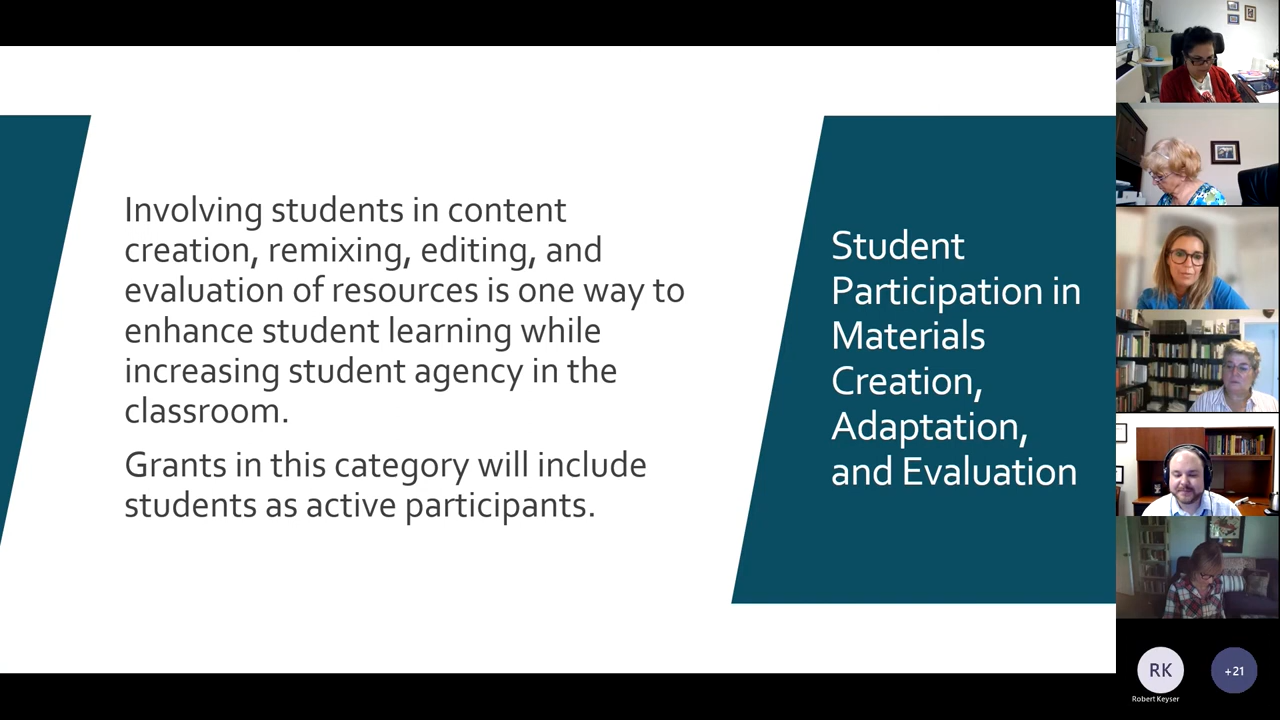 Involving students in content
creation, remixing, editing, and
evaluation of resources is one way to
enhance student learning while
increasing student agency in the
classroom.
Grants in this category will include
students as active participants.
Student
Participation in
Materials
Creation,
Adaptation,
and Evaluation
RK
+21
Robert Keyser